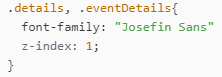 .details, .eventDetails{
  font-family: "Josefin Sans"
  z-index: 1;
}